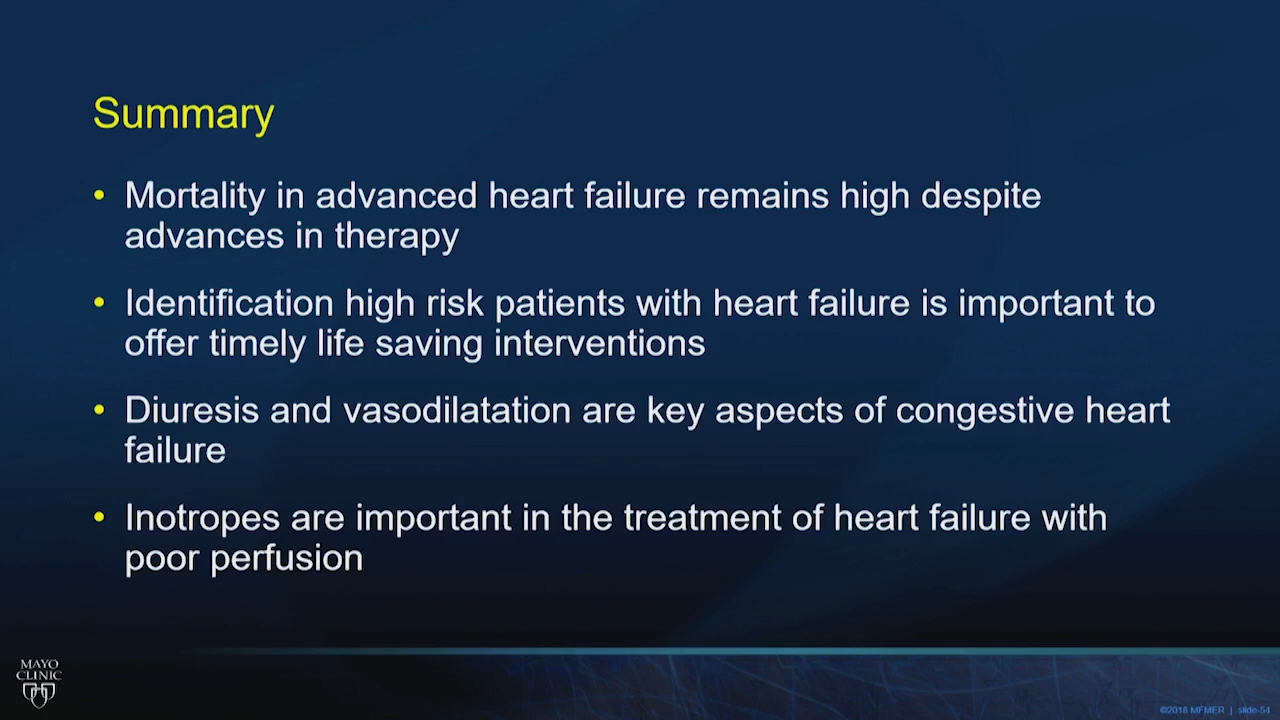 Summary
• Mortality in advanced heart failure remains high despite
advances in therapy
• Identification high risk patients with heart failure is important to
offer timely life saving interventions
• Diuresis and vasodilatation are key aspects of congestive heart
failure
• Inotropes are important in the treatment of heart failure with
poor perfusion
MAYO
CLINIC
©2018 MFMER | slide-54